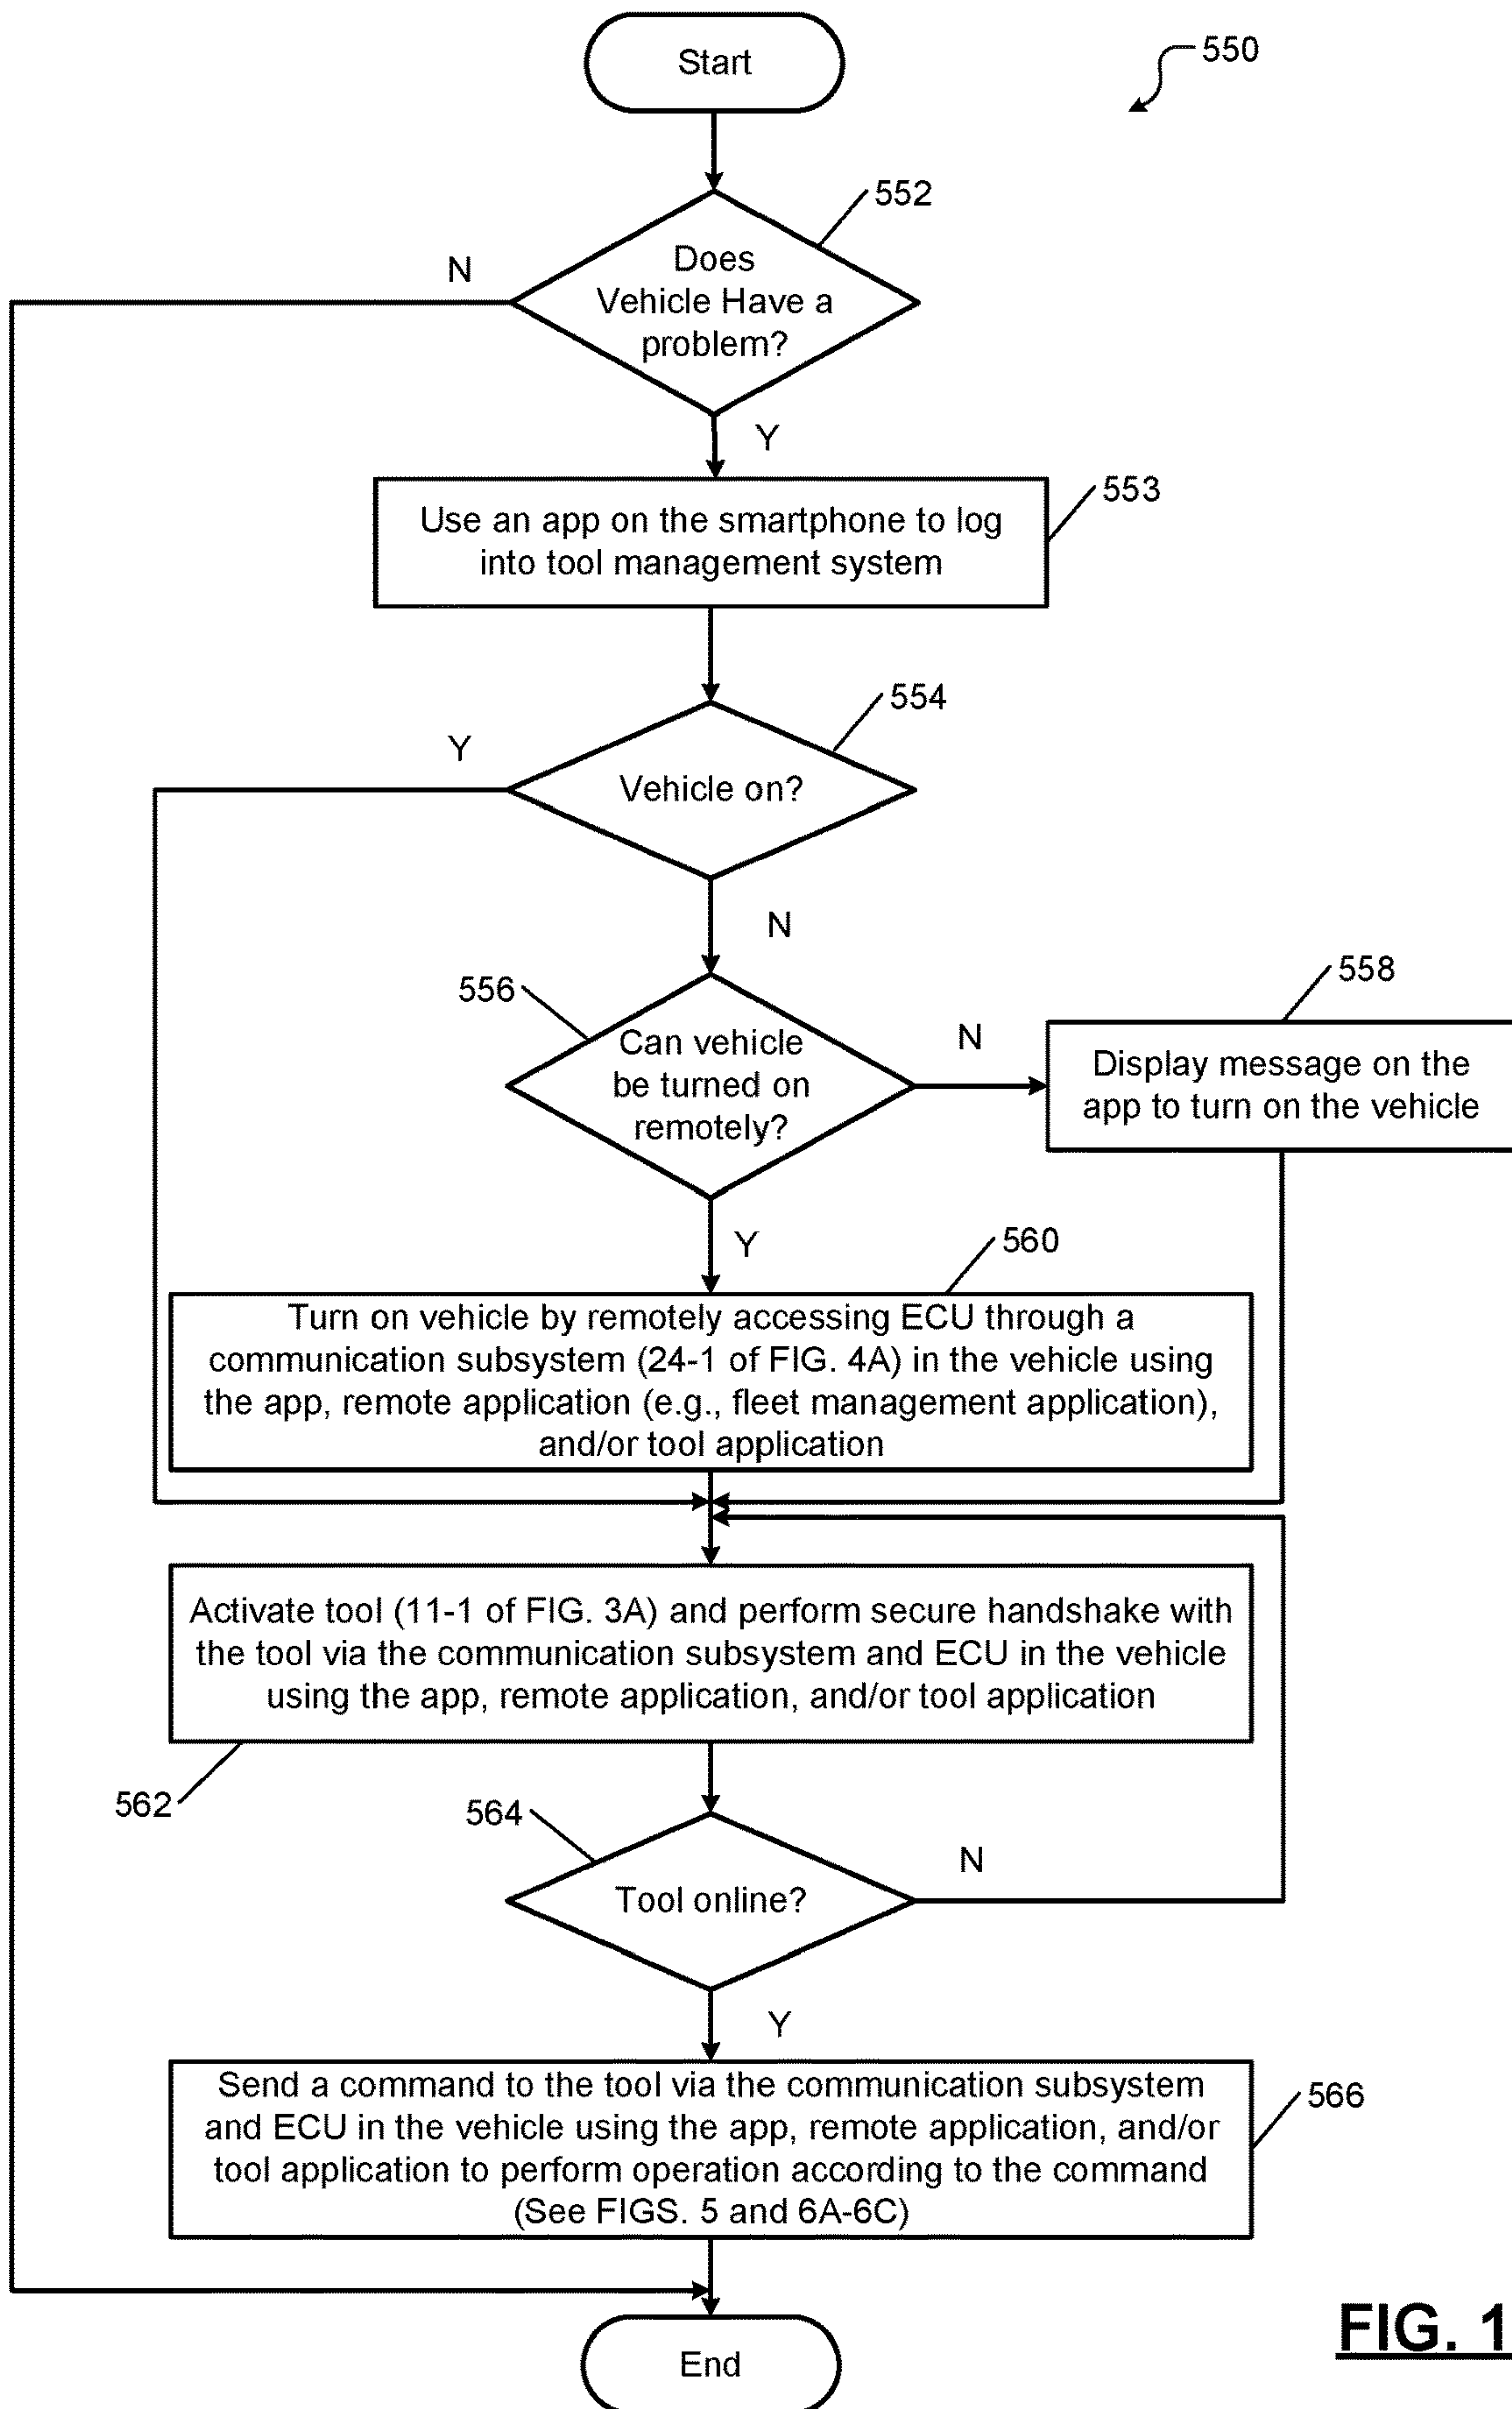 Start
550
552
Does
Vehicle Have a
problem?
N
Y
553
Use an app on the smartphone to log
into tool management system
554
Y
Vehicle on?
N
556
Can vehicle
be turned on
remotely?
N
558
Display message on the
app to turn on the vehicle
Y
560
Turn on vehicle by remotely accessing ECU through a
communication subsystem (24-1 of FIG. 4A) in the vehicle using
the app, remote application (e.g., fleet management application),
and/or tool application
Activate tool (11-1 of FIG. 3A) and perform secure handshake with
the tool via the communication subsystem and ECU in the vehicle
using the app, remote application, and/or tool application
562
564
Tool online?
N
Y
Send a command to the tool via the communication subsystem
and ECU in the vehicle using the app, remote application, and/or
tool application to perform operation according to the command
(See FIGS. 5 and 6A-6C)
566
End
FIG. 1